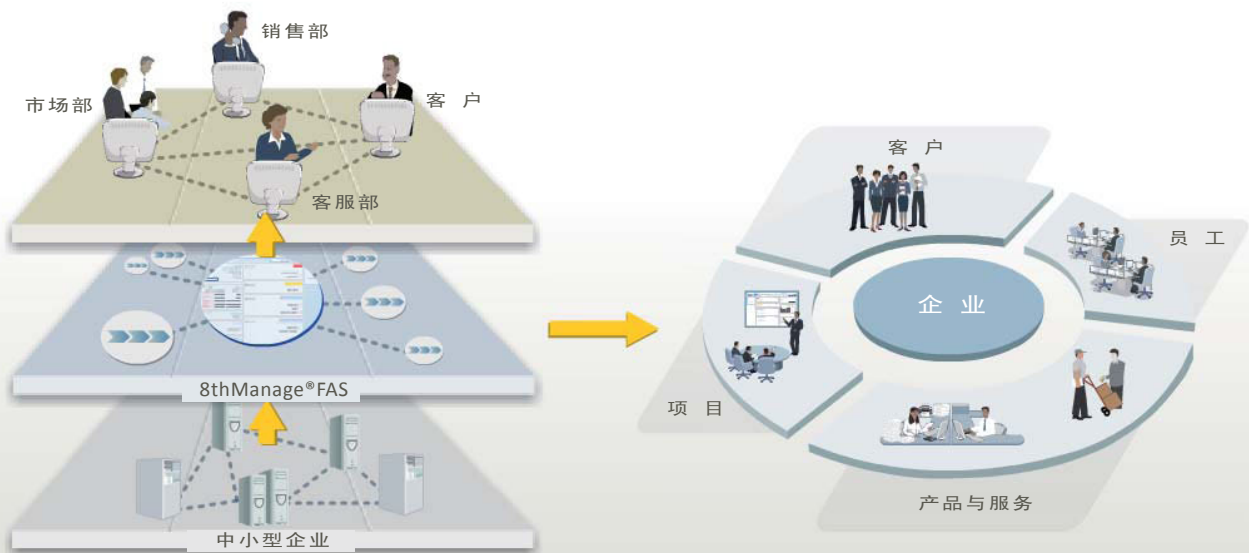 销售部
市场部
客 户
客服部
8thManage®FAS
中小型企业
客 户
员 工
企 业
项 目
产品与服务